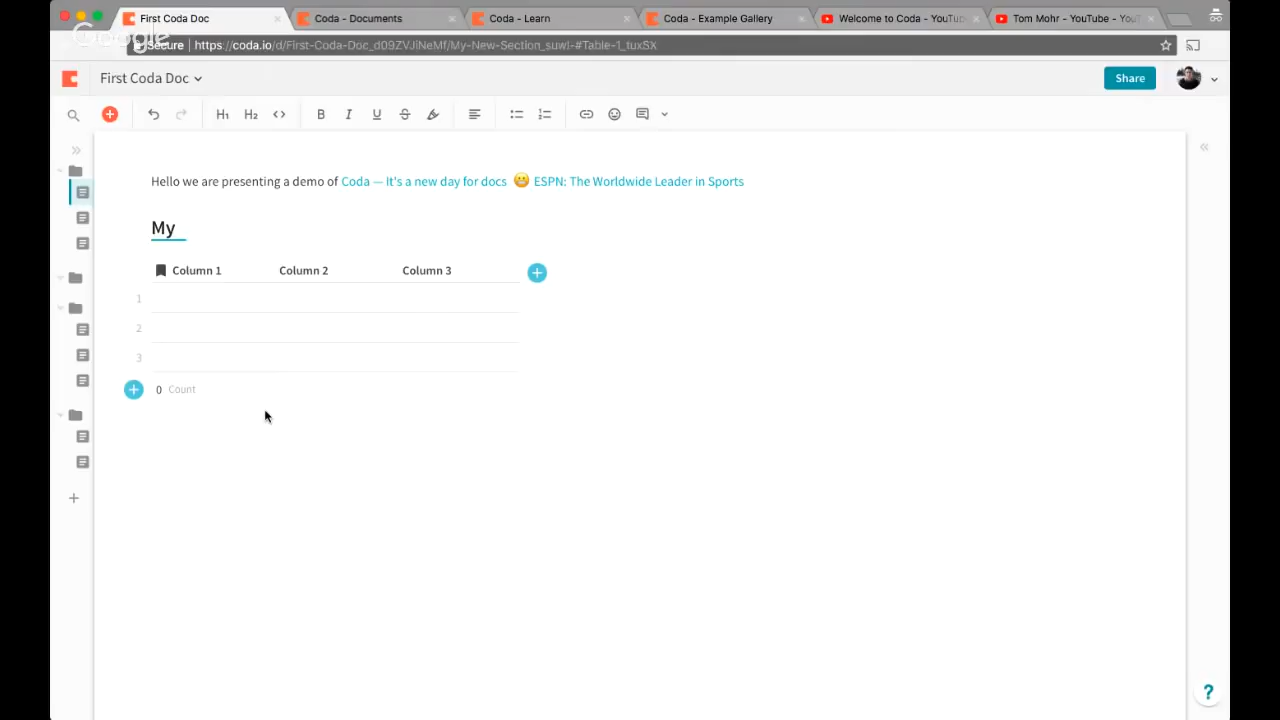 First Coda Doc
Coda - Documents
Coda - Learn
Coda - Example Gallery
Welcome to Coda - YouTu
Tom Mohr - YouTube - YouT
Google
Secure | https://coda.io/d/First-Coda-Doc_d09ZVJlNeMf/My-New-Section_suwl-#Table-1_tuxSX
First Coda Doc
Share
H1 H2 <> B I U S
Hello we are presenting a demo of Coda — It's a new day for docs 😬 ESPN: The Worldwide Leader in Sports
My
Column 1 Column 2 Column 3
1
2
3
0 Count
?